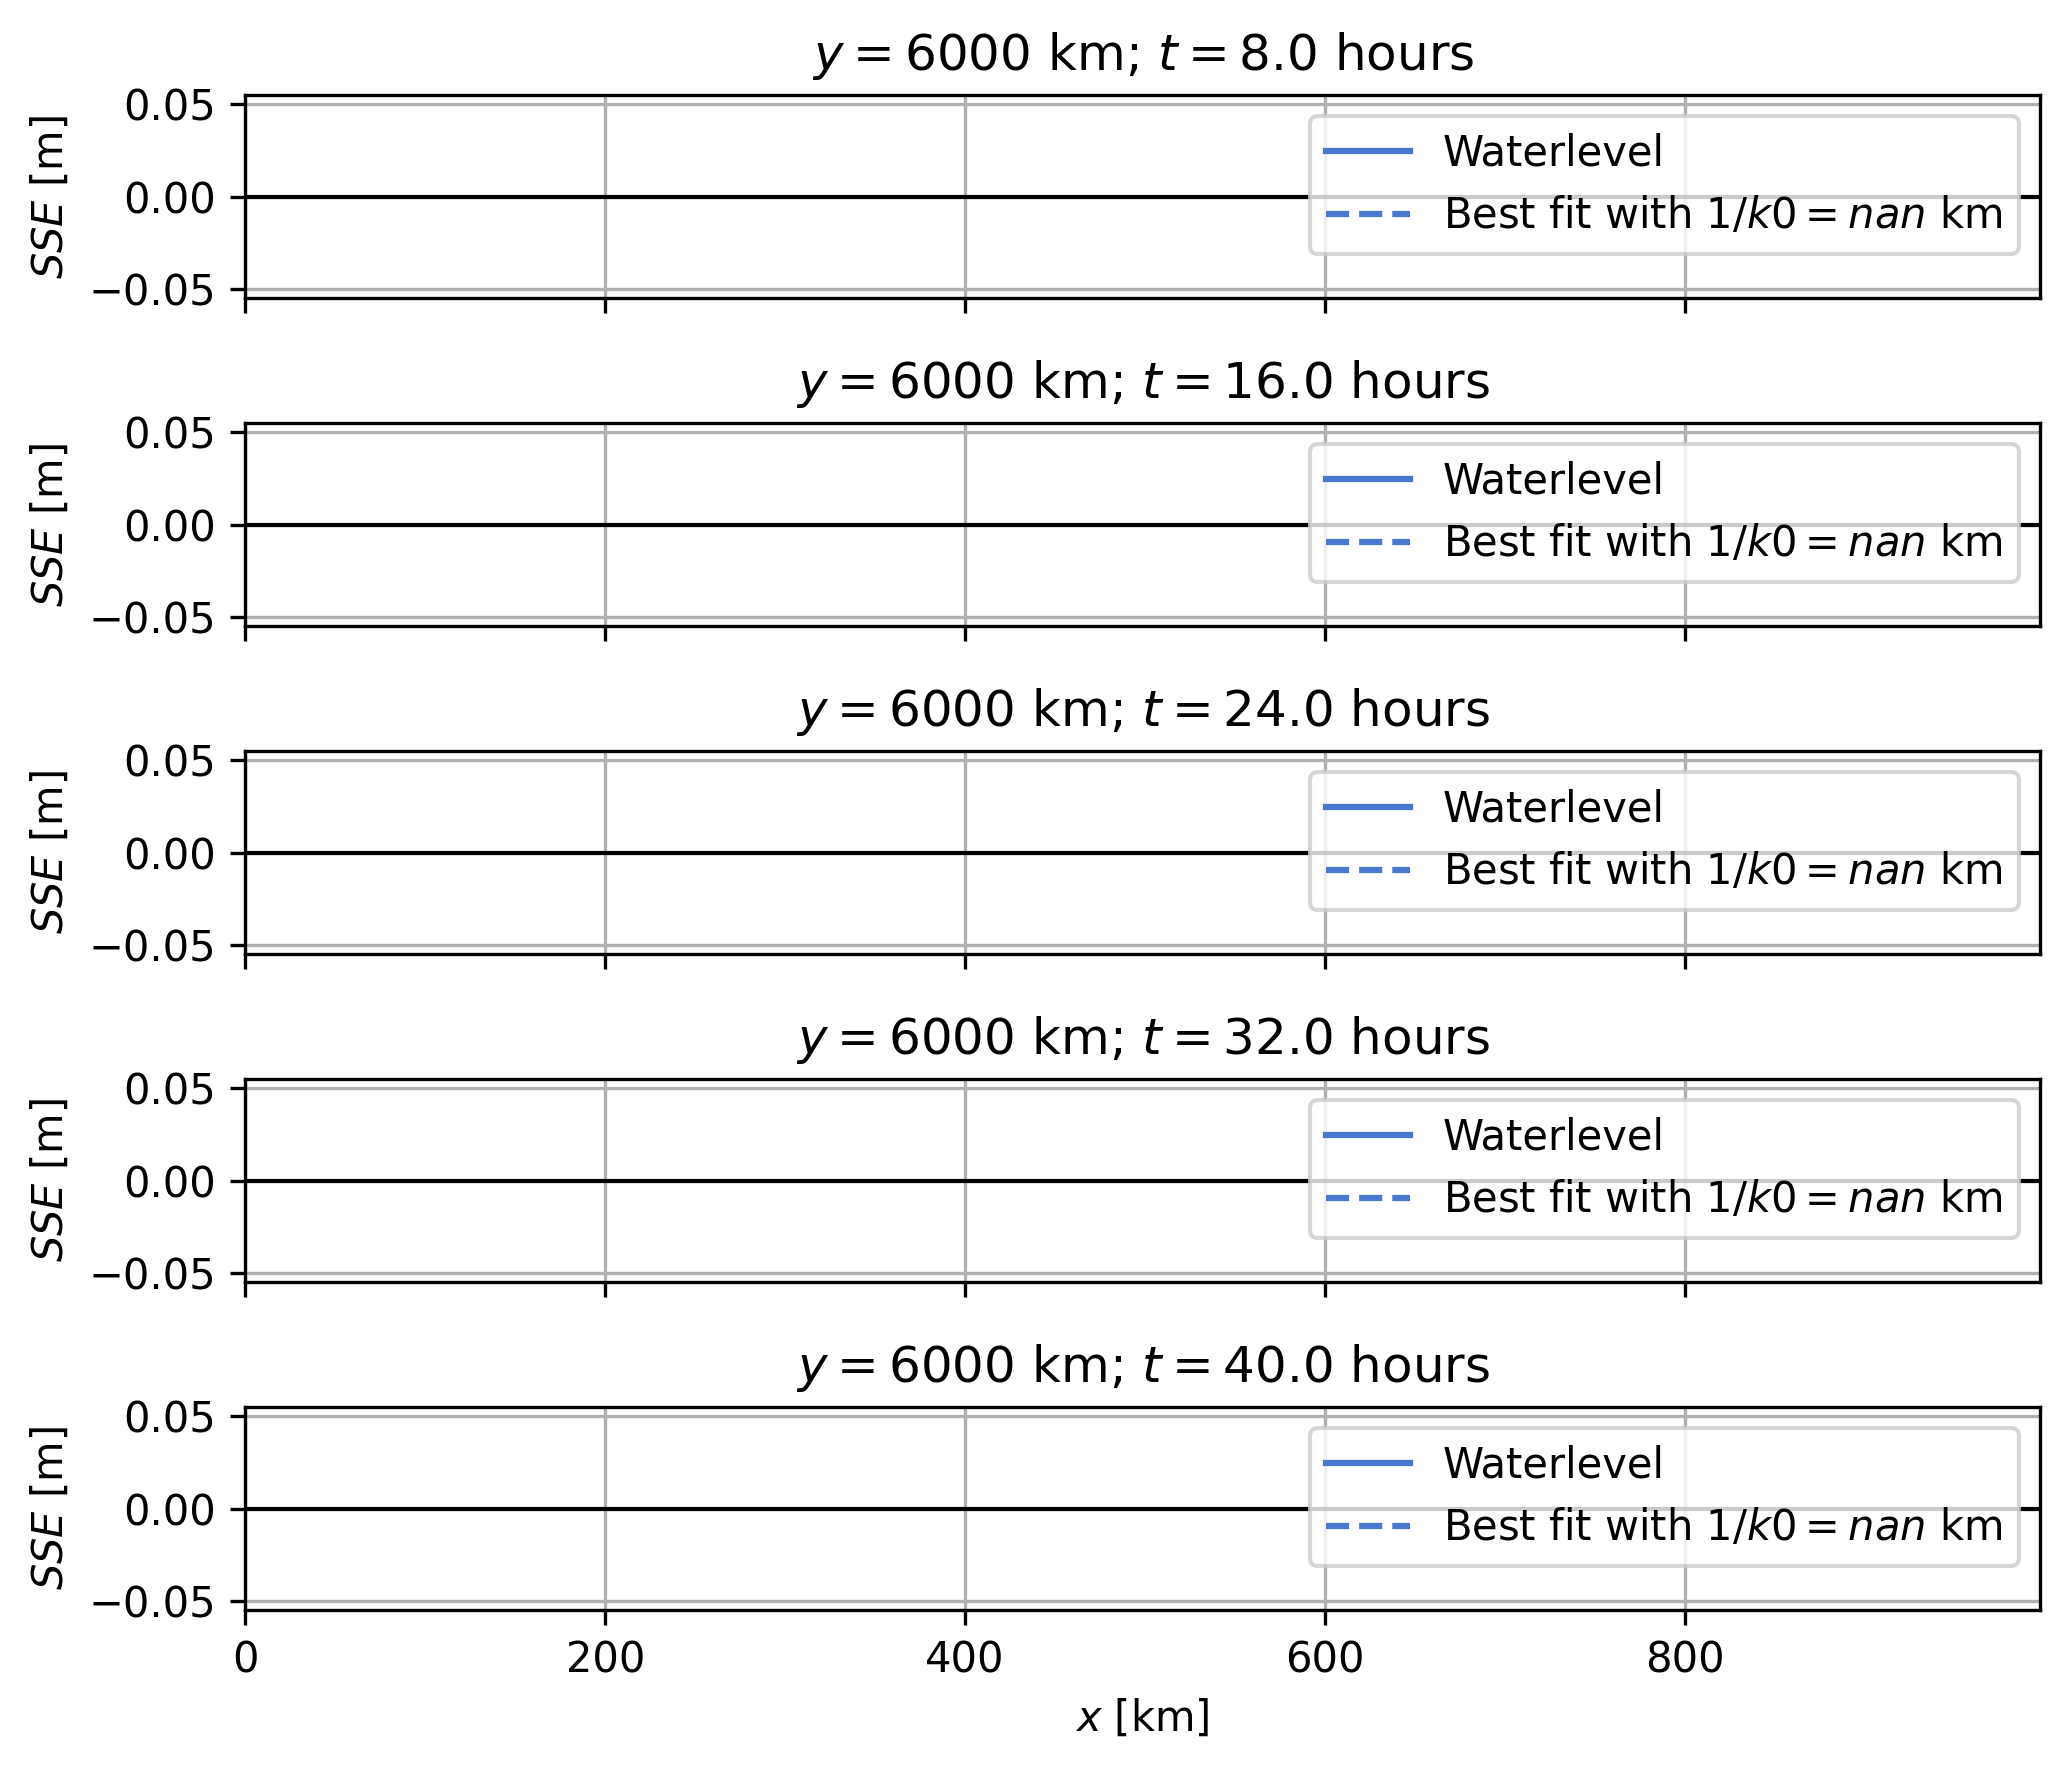 y = 6000 km; t = 8.0 hours
0.05
0.00
−0.05
SSE [m]
Waterlevel
Best fit with 1/k0 = nan km
y = 6000 km; t = 16.0 hours
0.05
0.00
−0.05
SSE [m]
Waterlevel
Best fit with 1/k0 = nan km
y = 6000 km; t = 24.0 hours
0.05
0.00
−0.05
SSE [m]
Waterlevel
Best fit with 1/k0 = nan km
y = 6000 km; t = 32.0 hours
0.05
0.00
−0.05
SSE [m]
Waterlevel
Best fit with 1/k0 = nan km
y = 6000 km; t = 40.0 hours
0.05
0.00
−0.05
SSE [m]
Waterlevel
Best fit with 1/k0 = nan km
0 200 400 600 800
x [km]